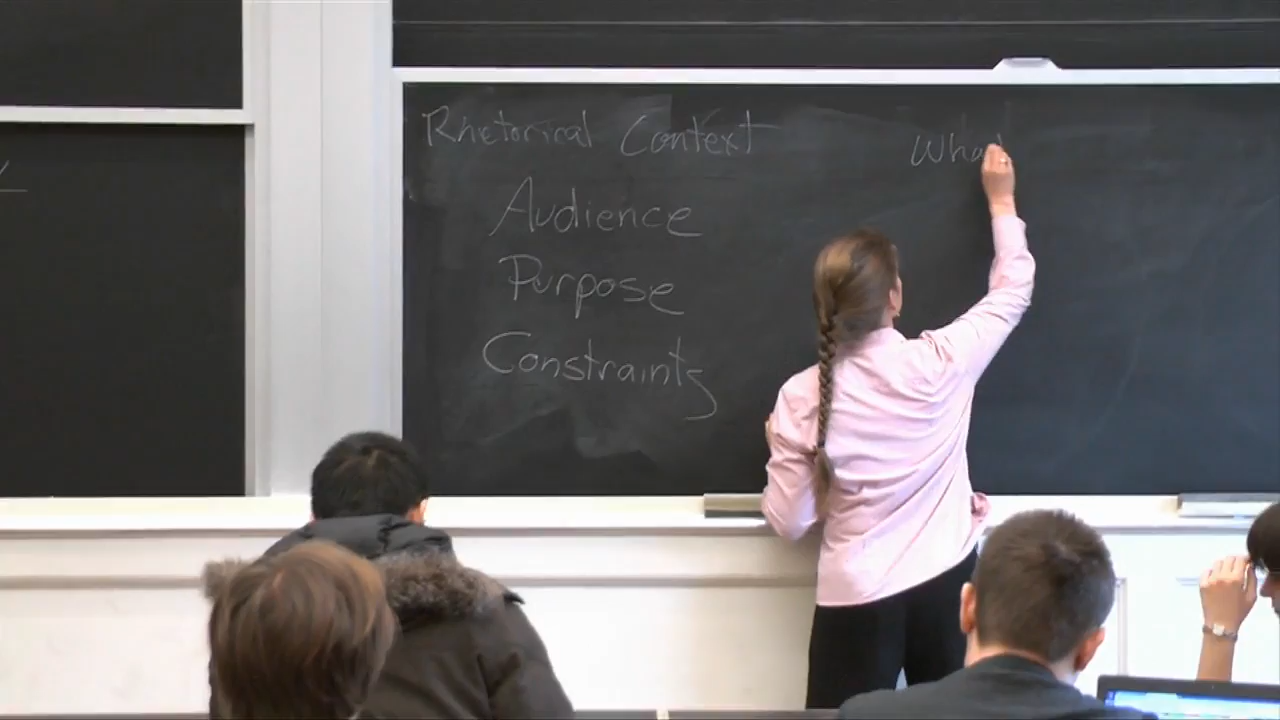 Rhetorical Context
Audience
Purpose
Constraints